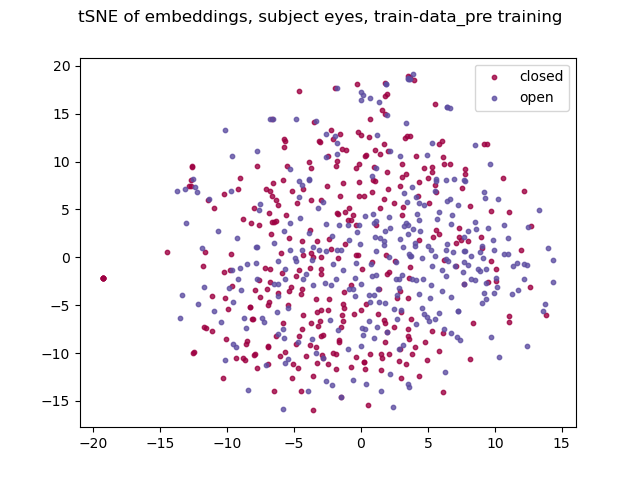 tSNE of embeddings, subject eyes, train-data_pre training
closed
open
20
15
10
5
0
−5
−10
−15
−20 −15 −10 −5 0 5 10 15